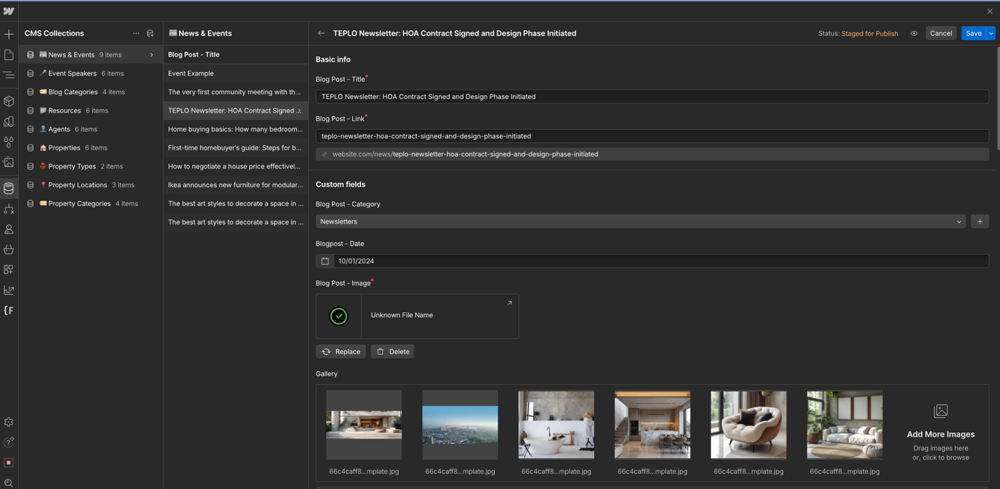 CMS Collections
News & Events 9 items
Event Speakers 6 items
Blog Categories 4 items
Resources 6 items
Agents 6 items
Properties 6 items
Property Types 2 items
Property Locations 3 items
Property Categories 4 items
News & Events
Blog Post - Title
Event Example
The very first community meeting with th...
TEPLO Newsletter: HOA Contract Signed ...
Home buying basics: How many bedroom...
First-time homebuyer's guide: Steps for b...
How to negotiate a house price effectivel...
Ikea announces new furniture for modular...
The best art styles to decorate a space in ...
The best art styles to decorate a space in ...
TEPLO Newsletter: HOA Contract Signed and Design Phase Initiated
Status: Staged for Publish
Cancel
Save
Basic info
Blog Post - Title*
TEPLO Newsletter: HOA Contract Signed and Design Phase Initiated
Blog Post - Link*
teplo-newsletter-hoa-contract-signed-and-design-phase-initiated
website.com/news/teplo-newsletter-hoa-contract-signed-and-design-phase-initiated
Custom fields
Blog Post - Category
Newsletters
Blogpost - Date
10/01/2024
Blog Post - Image*
Unknown File Name
Replace
Delete
Gallery
66c4caff8...mplate.jpg
66c4caff8...mplate.jpg
66c4caff8...mplate.jpg
66c4caff8...mplate.jpg
66c4caff8...mplate.jpg
66c4caff8...mplate.jpg
Add More Images
Drag images here
or, click to browse
{F